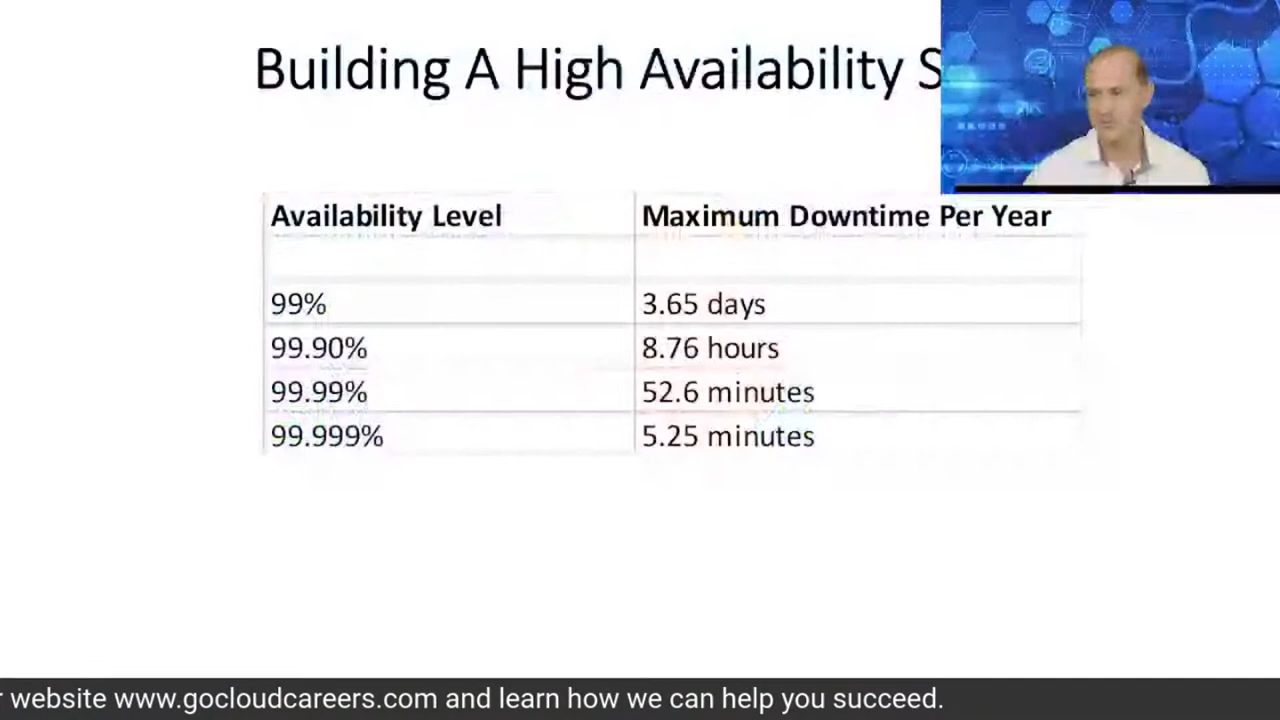 Building A High Availability S
Availability Level Maximum Downtime Per Year
99% 3.65 days
99.90% 8.76 hours
99.99% 52.6 minutes
99.999% 5.25 minutes
website www.gocloudcareers.com and learn how we can help you succeed.